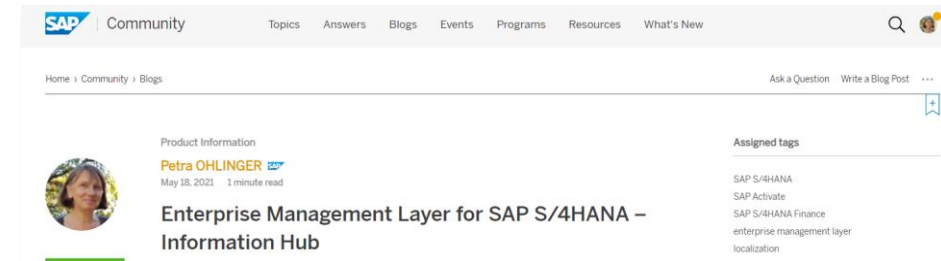 SAP Community Topics Answers Blogs Events Programs Resources What's New
Home › Community › Blogs Ask a Question Write a Blog Post ...
Product Information
Petra OHLINGER SAP
May 18, 2021 1 minute read
Enterprise Management Layer for SAP S/4HANA –
Information Hub
Assigned tags
SAP S/4HANA
SAP Activate
SAP S/4HANA Finance
enterprise management layer
localization